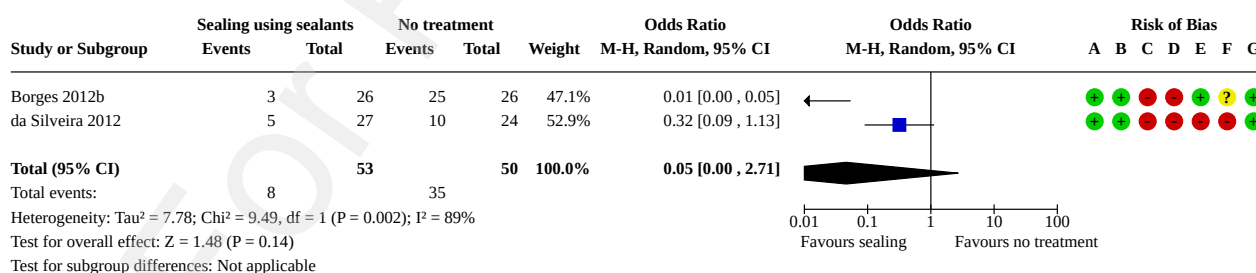 Sealing using sealants No treatment Odds Ratio Odds Ratio Risk of Bias
Study or Subgroup Events Total Events Total Weight M-H, Random, 95% CI M-H, Random, 95% CI A B C D E F G
Borges 2012b 3 26 25 26 47.1% 0.01 [0.00 , 0.05] + + - - + ? +
da Silveira 2012 5 27 10 24 52.9% 0.32 [0.09 , 1.13] + + - - - - +
Total (95% CI) 53 50 100.0% 0.05 [0.00 , 2.71]
Total events: 8 35
Heterogeneity: Tau² = 7.78; Chi² = 9.49, df = 1 (P = 0.002); I² = 89%
0.01 0.1 1 10 100
Test for overall effect: Z = 1.48 (P = 0.14) Favours sealing Favours no treatment
Test for subgroup differences: Not applicable
For